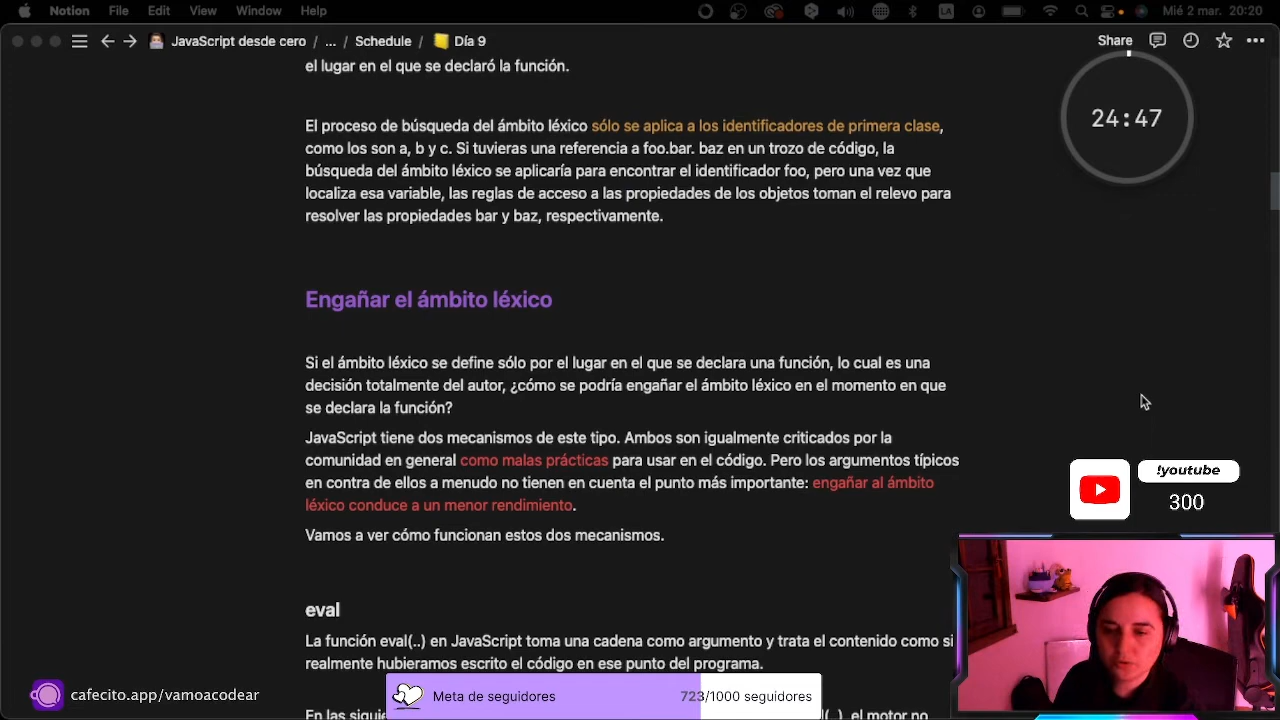 Notion File Edit View Window Help LA Mié 2 mar. 20:20
JavaScript desde cero / ... / Schedule / Día 9 Share
el lugar en el que se declaró la función.
24:47
El proceso de búsqueda del ámbito léxico sólo se aplica a los identificadores de primera clase,
como los son a, b y c. Si tuvieras una referencia a foo.bar. baz en un trozo de código, la
búsqueda del ámbito léxico se aplicaría para encontrar el identificador foo, pero una vez que
localiza esa variable, las reglas de acceso a las propiedades de los objetos toman el relevo para
resolver las propiedades bar y baz, respectivamente.
Engañar el ámbito léxico
Si el ámbito léxico se define sólo por el lugar en el que se declara una función, lo cual es una
decisión totalmente del autor, ¿cómo se podría engañar el ámbito léxico en el momento en que
se declara la función?
JavaScript tiene dos mecanismos de este tipo. Ambos son igualmente criticados por la
comunidad en general como malas prácticas para usar en el código. Pero los argumentos típicos
en contra de ellos a menudo no tienen en cuenta el punto más importante: engañar al ámbito
léxico conduce a un menor rendimiento.
Vamos a ver cómo funcionan estos dos mecanismos.
!youtube
300
eval
La función eval(..) en JavaScript toma una cadena como argumento y trata el contenido como si
realmente hubieramos escrito el código en ese punto del programa.
cafecito.app/vamoacodear
Meta de seguidores 723/1000 seguidores
En las
el motor no